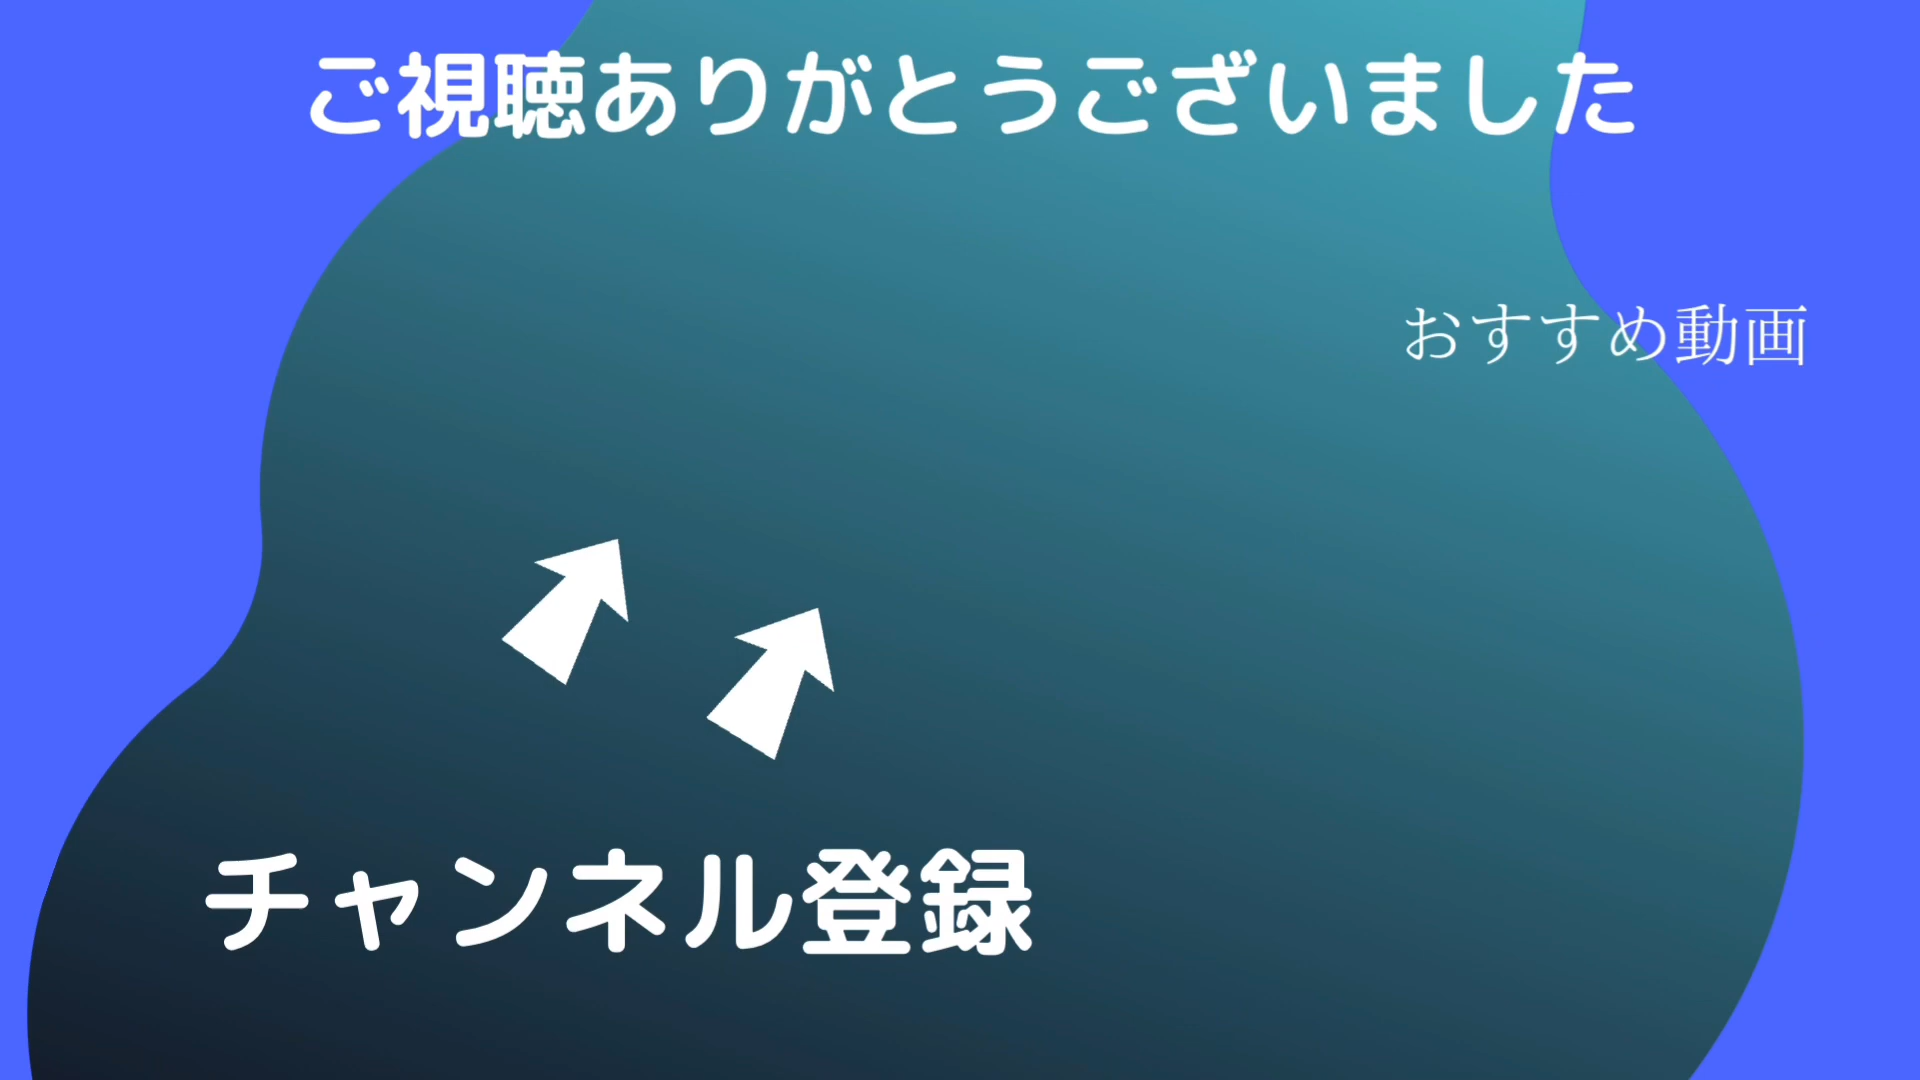 ご視聴ありがとうございました
おすすめ動画
チャンネル登録